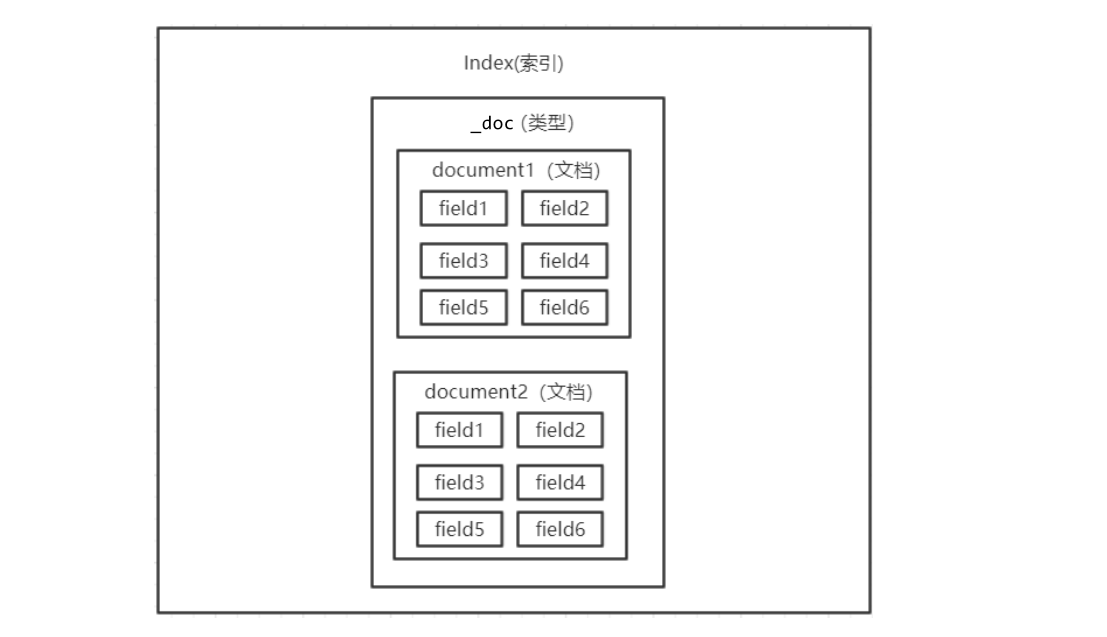 Index(索引)
_doc (类型)
document1 (文档)
field1 field2
field3 field4
field5 field6
document2 (文档)
field1 field2
field3 field4
field5 field6